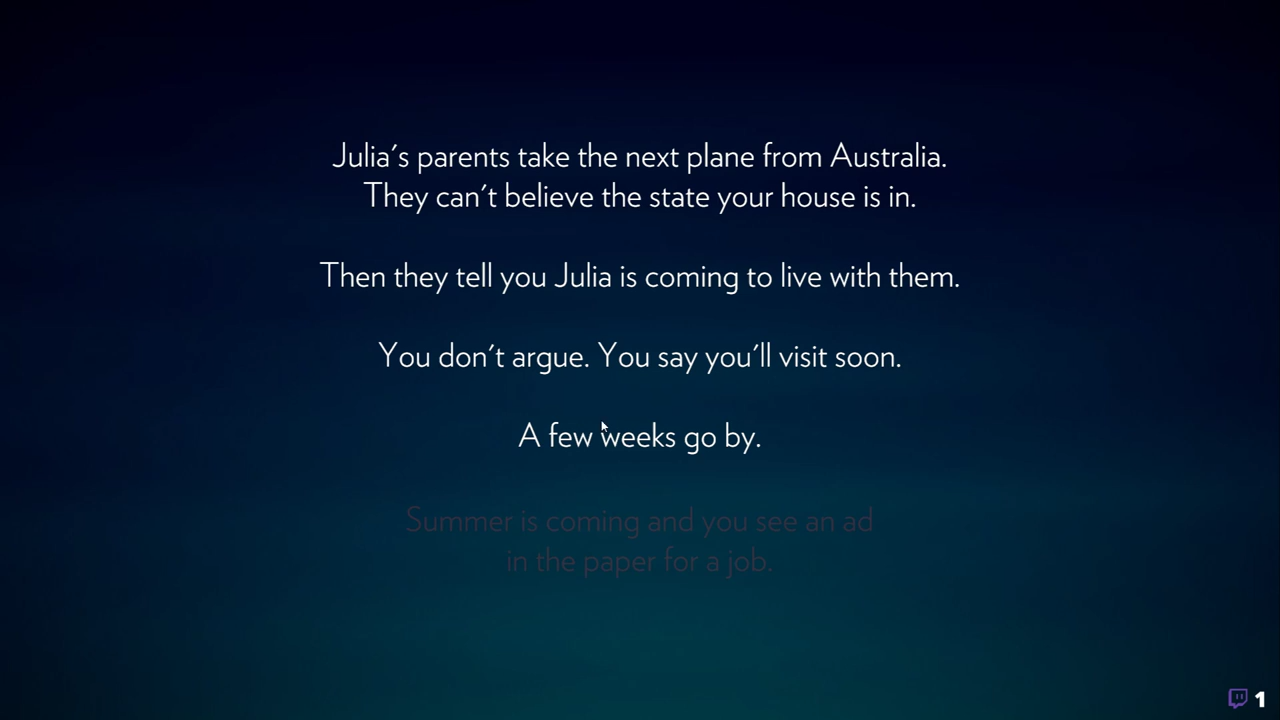 Julia's parents take the next plane from Australia.
They can't believe the state your house is in.
Then they tell you Julia is coming to live with them.
You don't argue. You say you'll visit soon.
A few weeks go by.
Summer is coming and you see an ad
in the paper for a job.
1